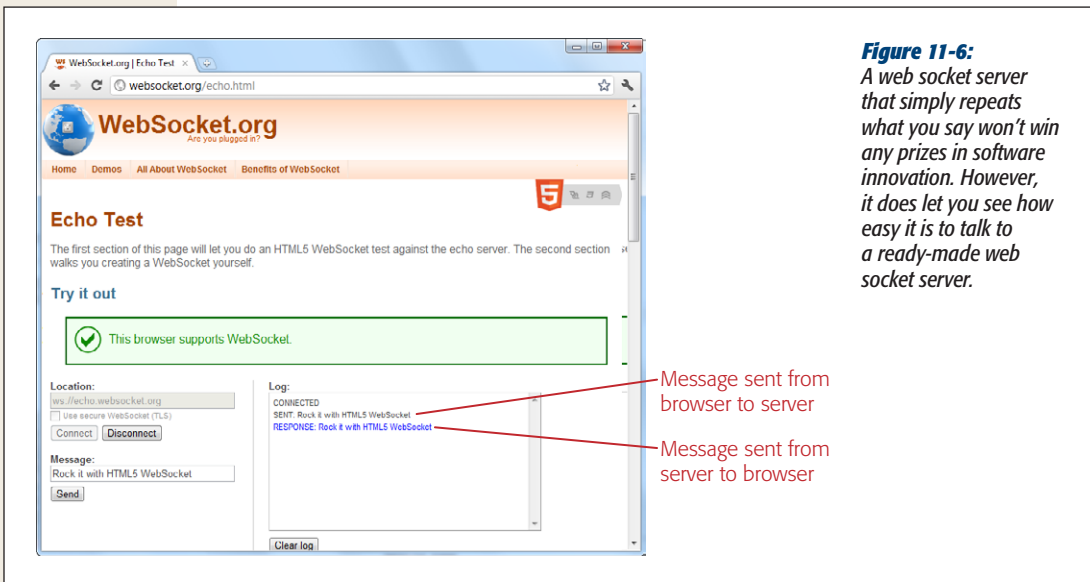 WebSocket.org | Echo Test
websocket.org/echo.html
WebSocket.org
Are you plugged in?
Home Demos All About WebSocket Benefits of WebSocket
5
Echo Test
The first section of this page will let you do an HTML5 WebSocket test against the echo server. The second section
walks you creating a WebSocket yourself.
Try it out
This browser supports WebSocket.
Location:
ws://echo.websocket.org
Use secure WebSocket (TLS)
Connect Disconnect
Message:
Rock it with HTML5 WebSocket
Send
Log:
CONNECTED
SENT: Rock it with HTML5 WebSocket
RESPONSE: Rock it with HTML5 WebSocket
Clear log
Message sent from
browser to server
Message sent from
server to browser
Figure 11-6:
A web socket server
that simply repeats
what you say won’t win
any prizes in software
innovation. However,
it does let you see how
easy it is to talk to
a ready-made web
socket server.